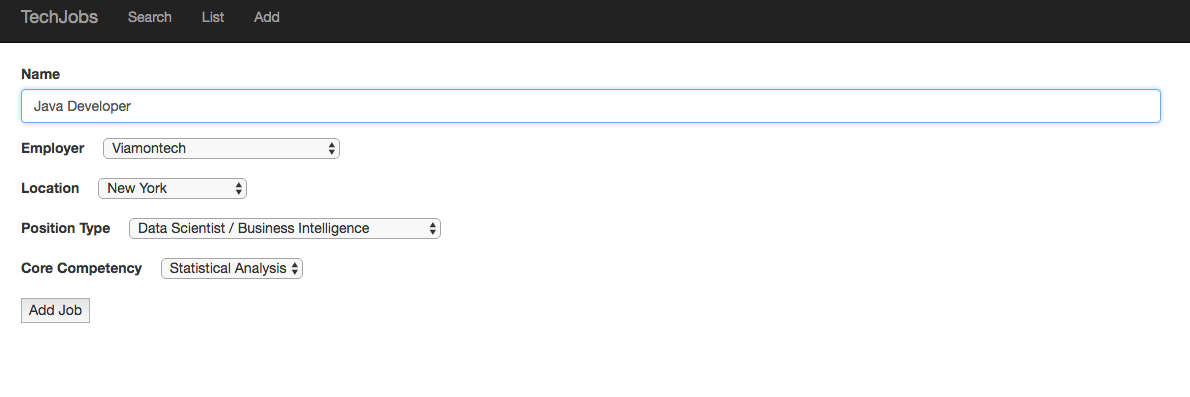 TechJobs Search List Add
Name
Java Developer
Employer Viamontech
Location New York
Position Type Data Scientist / Business Intelligence
Core Competency Statistical Analysis
Add Job